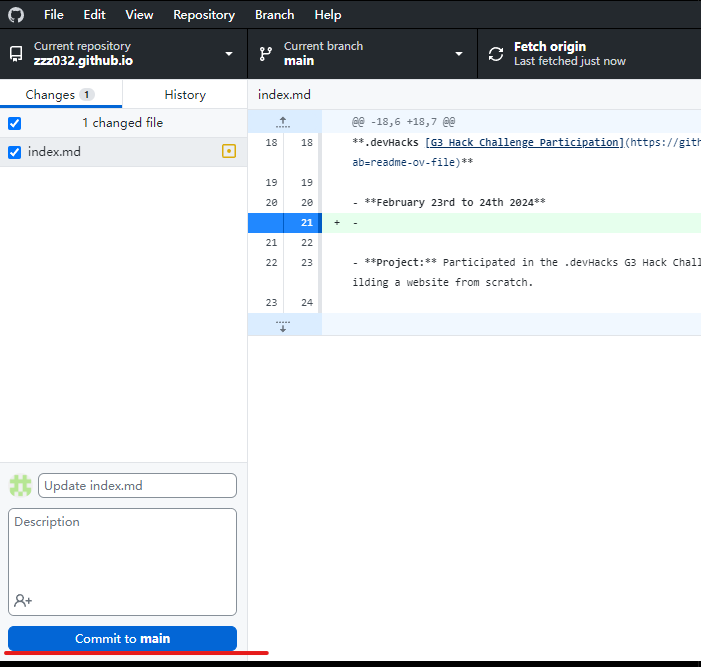 File Edit View Repository Branch Help
Current repository
zzz032.github.io
Current branch
main
Fetch origin
Last fetched just now
Changes 1 History
1 changed file
index.md
index.md
@@ -18,6 +18,7 @@
18 18 **.devHacks [G3 Hack Challenge Participation](https://gith
ab=readme-ov-file)**
19 19
20 20 - **February 23rd to 24th 2024**
21 + -
21 22
22 23 - **Project:** Participated in the .devHacks G3 Hack Chall
ilding a website from scratch.
23 24
Update index.md
Description
Commit to main